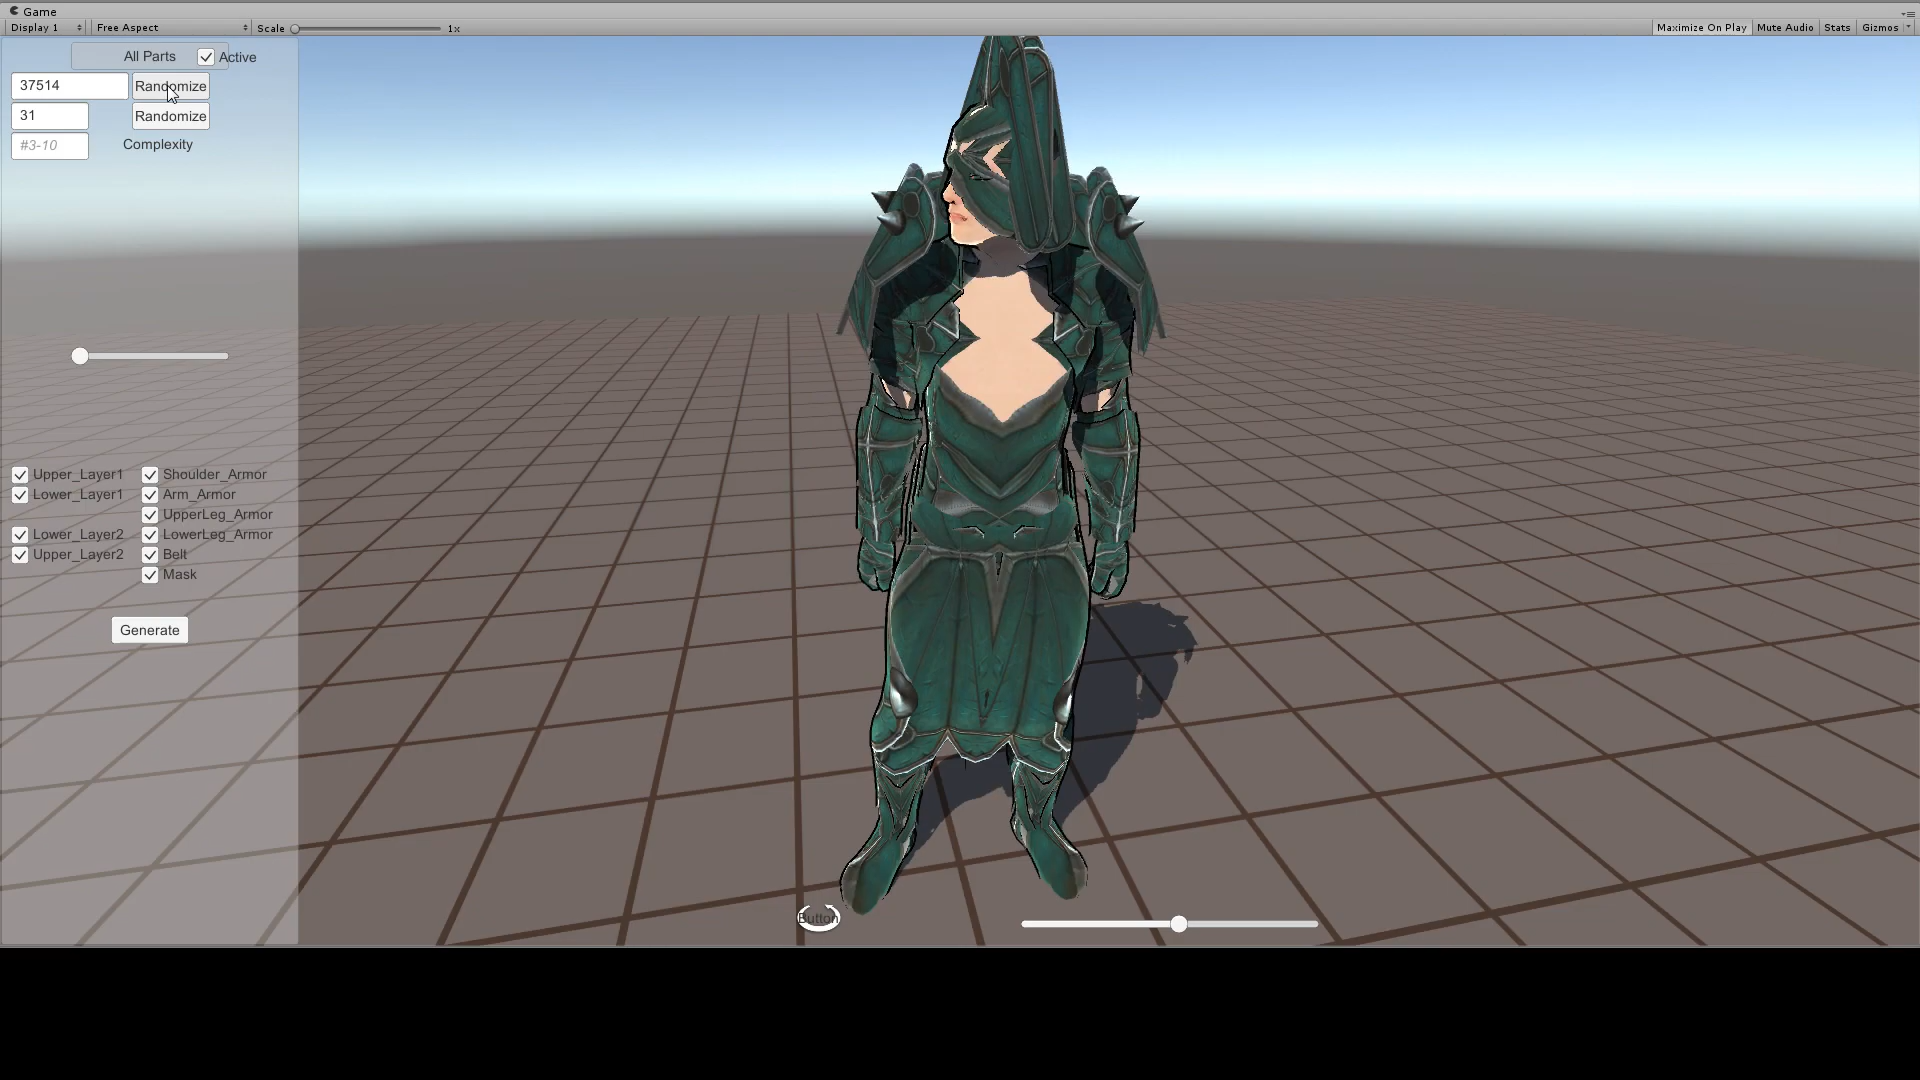 Game
Display 1 Free Aspect Scale 1x Maximize On Play Mute Audio Stats Gizmos
All Parts Active
37514 Randomize
31 Randomize
#3-10 Complexity
Upper_Layer1 Shoulder_Armor
Lower_Layer1 Arm_Armor
UpperLeg_Armor
Lower_Layer2 LowerLeg_Armor
Upper_Layer2 Belt
Mask
Generate
Button